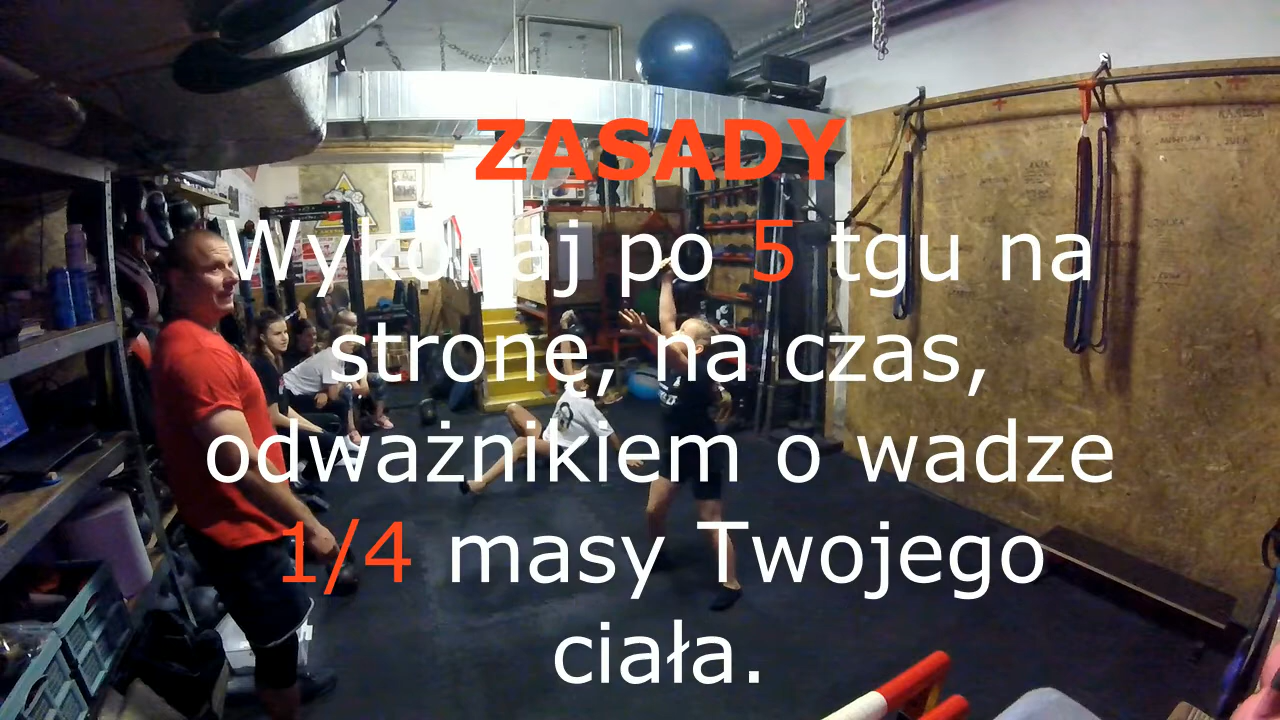 ZASADY
Wykonaj po 5 tgu na
stronę, na czas,
odważnikiem o wadze
1/4 masy Twojego
ciała.